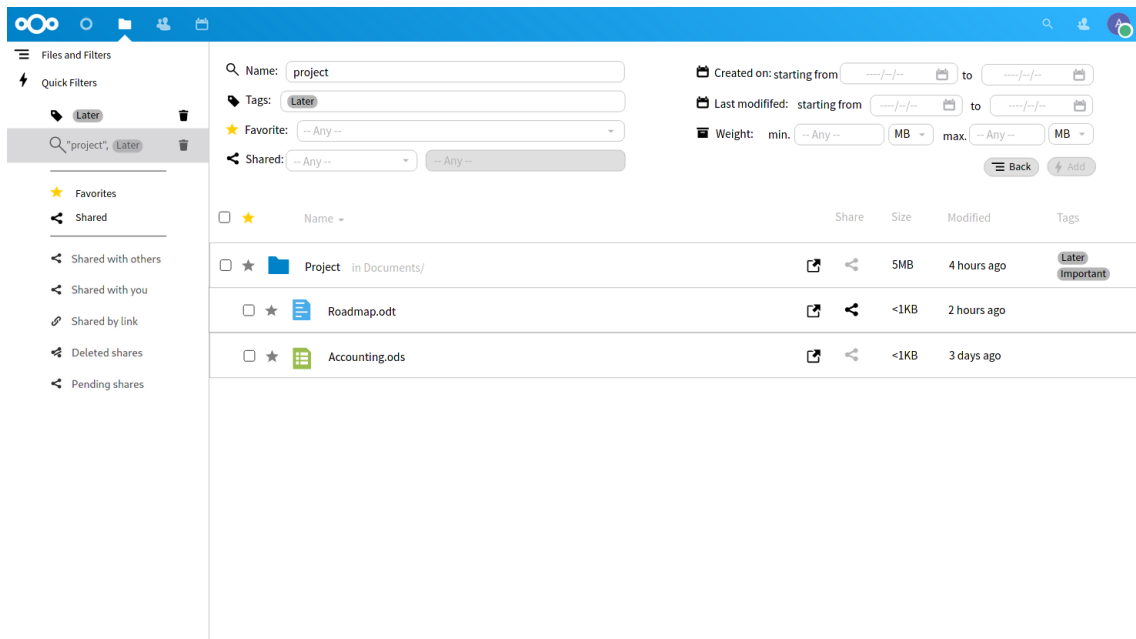 A
Files and Filters
Quick Filters
Later
"project", Later
Favorites
Shared
Shared with others
Shared with you
Shared by link
Deleted shares
Pending shares
Name: project
Tags: Later
Favorite: -- Any --
Shared: -- Any -- -- Any --
Created on: starting from ----/--/-- to ----/--/--
Last modififed: starting from ----/--/-- to ----/--/--
Weight: min. -- Any -- MB max. -- Any -- MB
Back Add
Name Share Size Modified Tags
Project in Documents/ 5MB 4 hours ago Later
Important
Roadmap.odt <1KB 2 hours ago
Accounting.ods <1KB 3 days ago